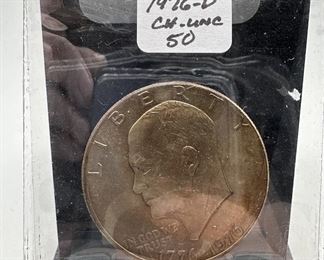 1976-D
CH-UNC
50
LIBERTY
IN GOD WE
TRUST
1776-1976